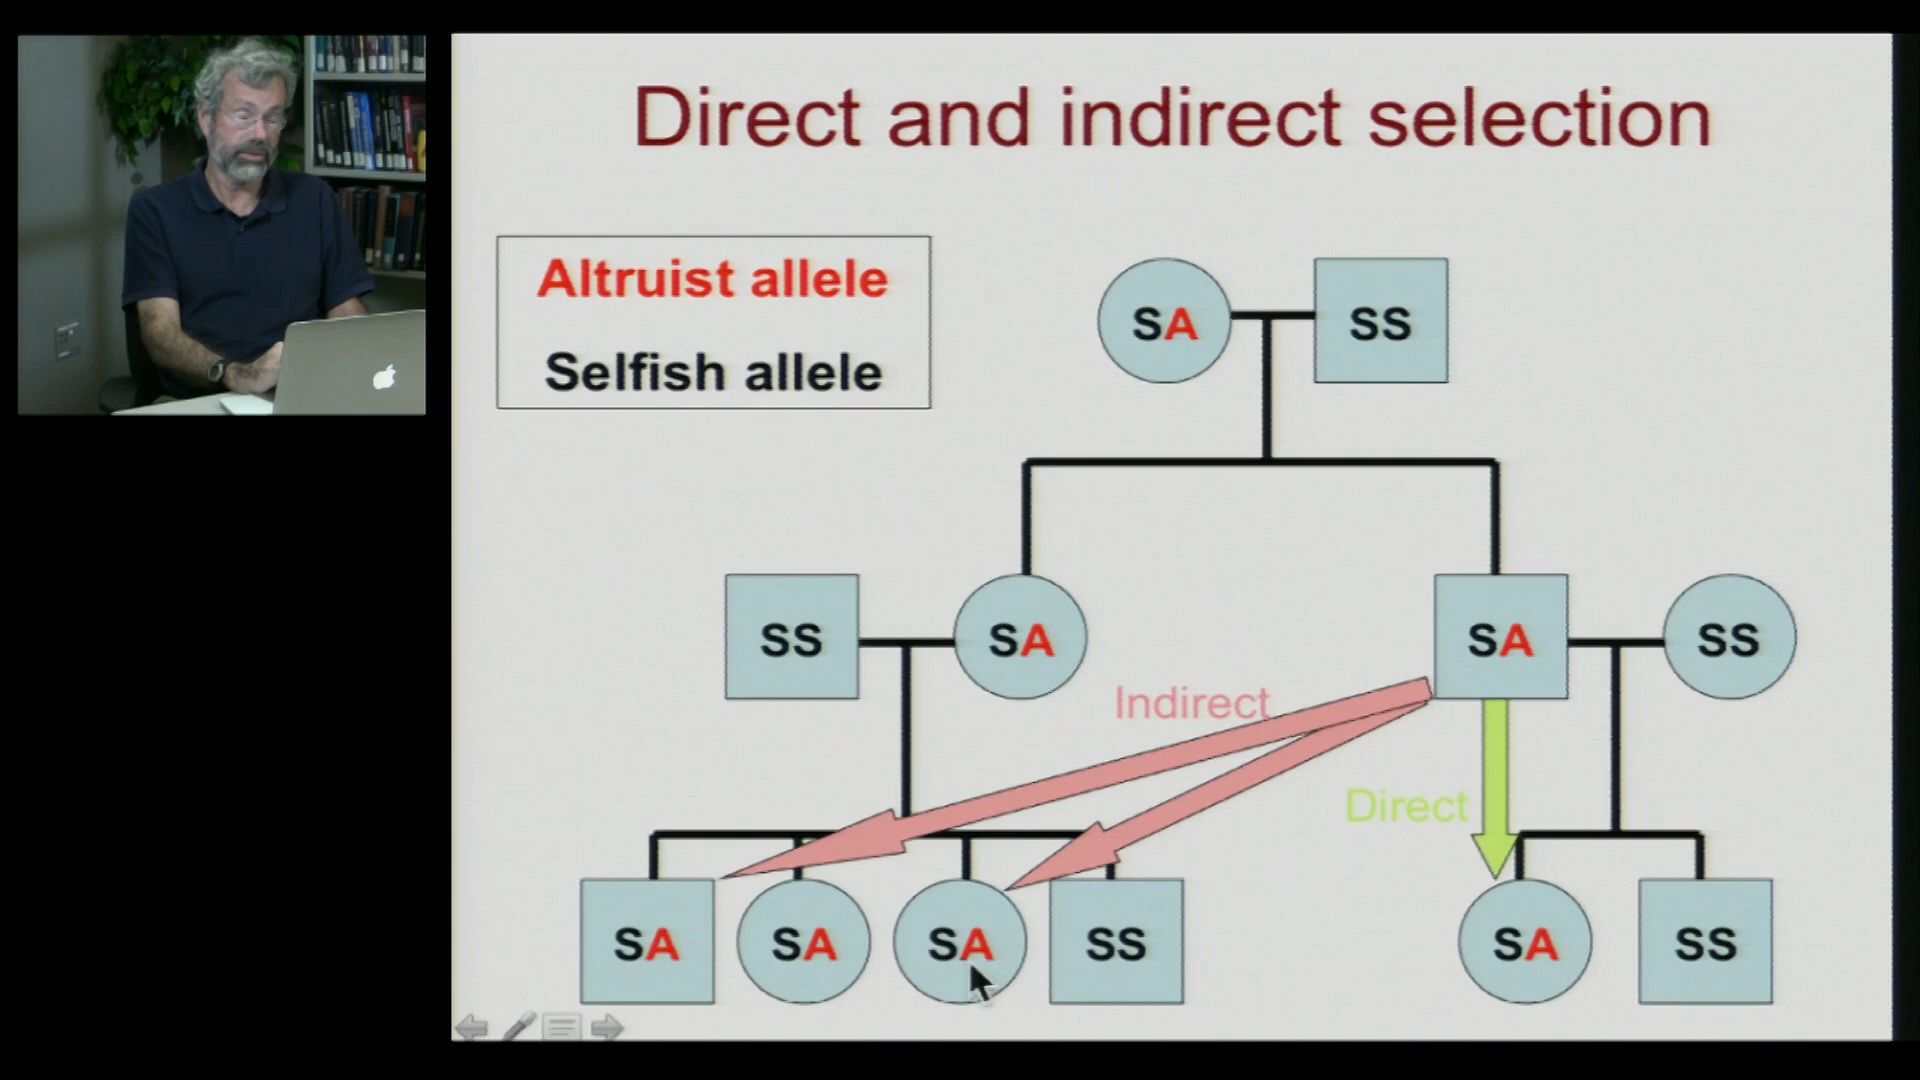 Direct and indirect selection
Altruist allele
Selfish allele
SA SS
SS SA SA SS
Indirect
Direct
SA SA SA SS SA SS